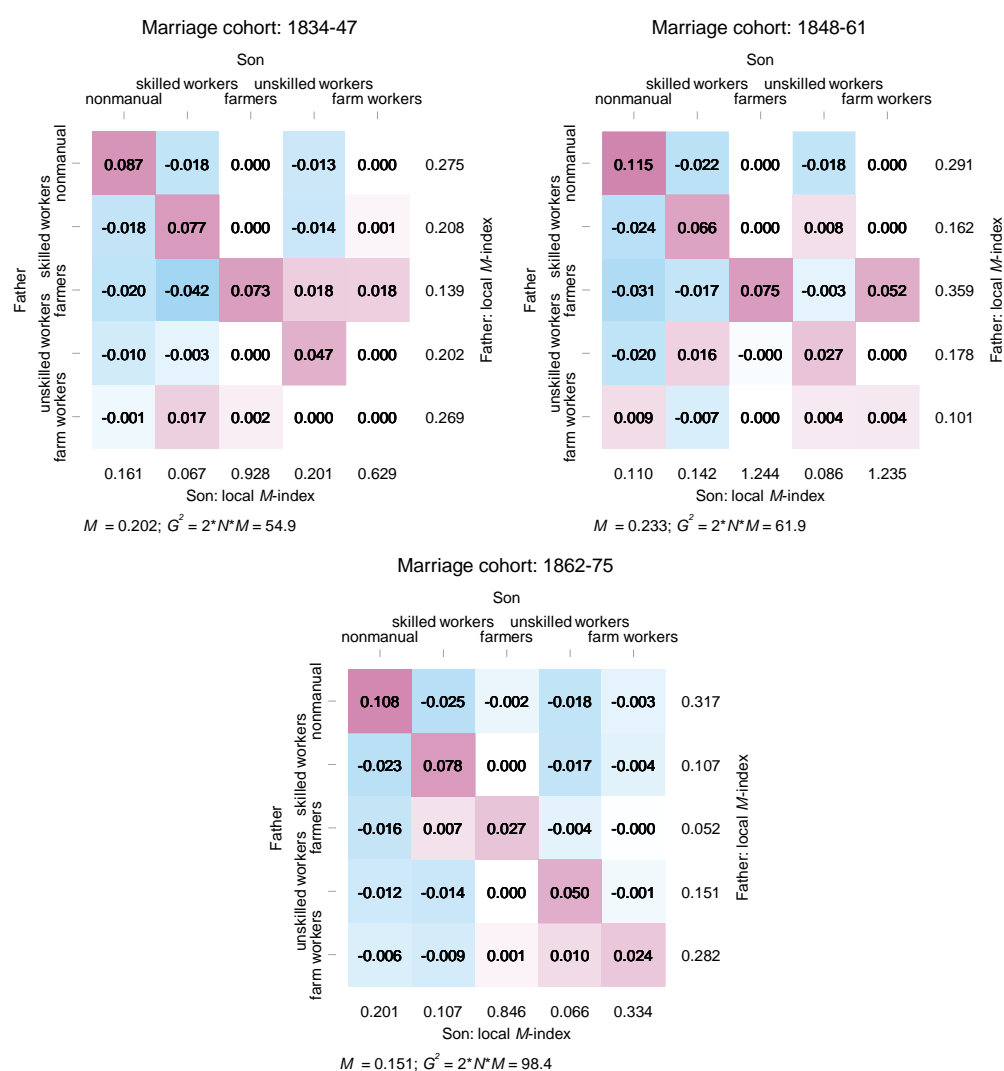 Marriage cohort: 1834-47
Son
skilled workers unskilled workers
nonmanual farmers farm workers
Father
nonmanual
skilled workers
farmers
unskilled workers
farm workers
0.087 -0.018 0.000 -0.013 0.000 0.275
-0.018 0.077 0.000 -0.014 0.001 0.208
-0.020 -0.042 0.073 0.018 0.018 0.139
-0.010 -0.003 0.000 0.047 0.000 0.202
-0.001 0.017 0.002 0.000 0.000 0.269
Father: local M-index
0.161 0.067 0.928 0.201 0.629
Son: local M-index
M = 0.202; G² = 2*N*M = 54.9
Marriage cohort: 1848-61
Son
skilled workers unskilled workers
nonmanual farmers farm workers
Father
nonmanual
skilled workers
farmers
unskilled workers
farm workers
0.115 -0.022 0.000 -0.018 0.000 0.291
-0.024 0.066 0.000 0.008 0.000 0.162
-0.031 -0.017 0.075 -0.003 0.052 0.359
-0.020 0.016 -0.000 0.027 0.000 0.178
0.009 -0.007 0.000 0.004 0.004 0.101
Father: local M-index
0.110 0.142 1.244 0.086 1.235
Son: local M-index
M = 0.233; G² = 2*N*M = 61.9
Marriage cohort: 1862-75
Son
skilled workers unskilled workers
nonmanual farmers farm workers
Father
nonmanual
skilled workers
farmers
unskilled workers
farm workers
0.108 -0.025 -0.002 -0.018 -0.003 0.317
-0.023 0.078 0.000 -0.017 -0.004 0.107
-0.016 0.007 0.027 -0.004 -0.000 0.052
-0.012 -0.014 0.000 0.050 -0.001 0.151
-0.006 -0.009 0.001 0.010 0.024 0.282
Father: local M-index
0.201 0.107 0.846 0.066 0.334
Son: local M-index
M = 0.151; G² = 2*N*M = 98.4